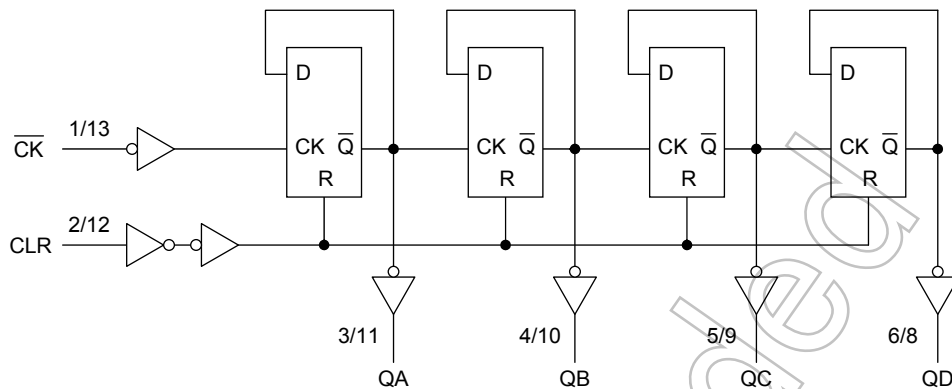 D D D D
1/13
C̅K̅
CK Q̅ CK Q̅ CK Q̅ CK Q̅
R R R R
2/12
CLR
3/11 4/10 5/9 6/8
QA QB QC QD